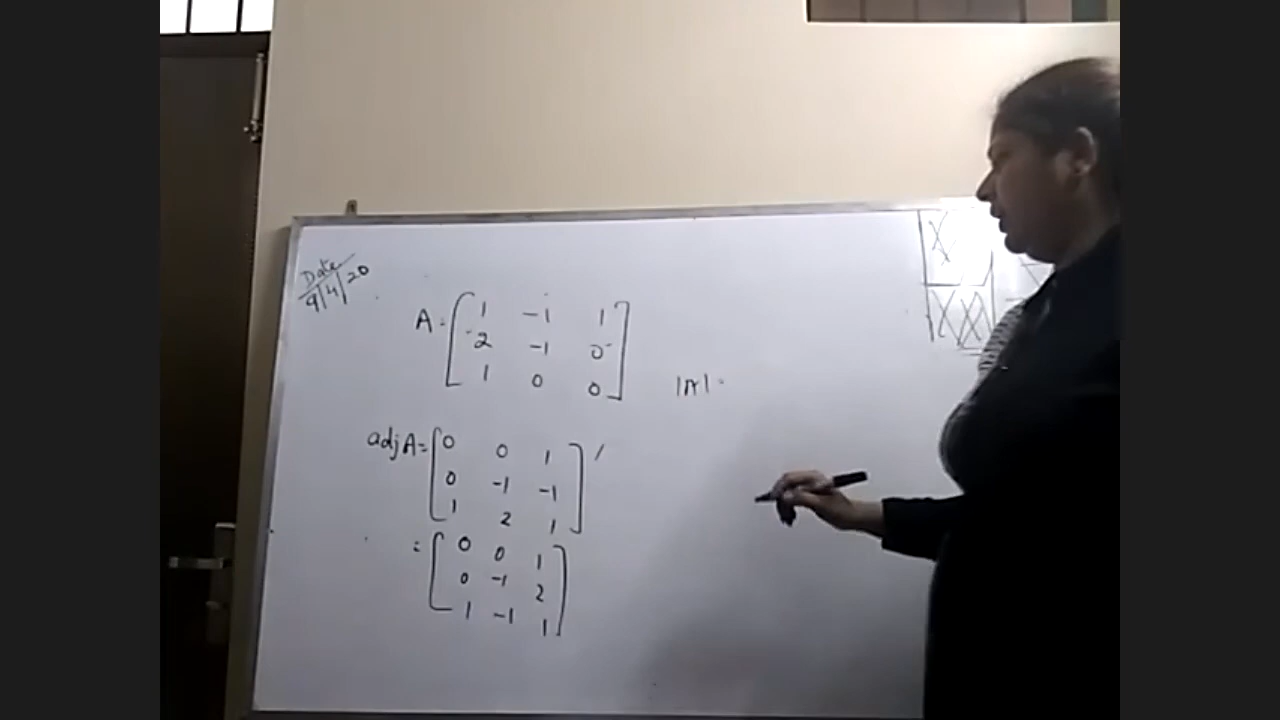 Date
9/4/20
A = [ 1 -1 1
2 -1 0
1 0 0 ]
|A| =
adj A = [ 0 0 1
0 -1 -1
1 2 1 ]'
= [ 0 0 1
0 -1 2
1 -1 1 ]